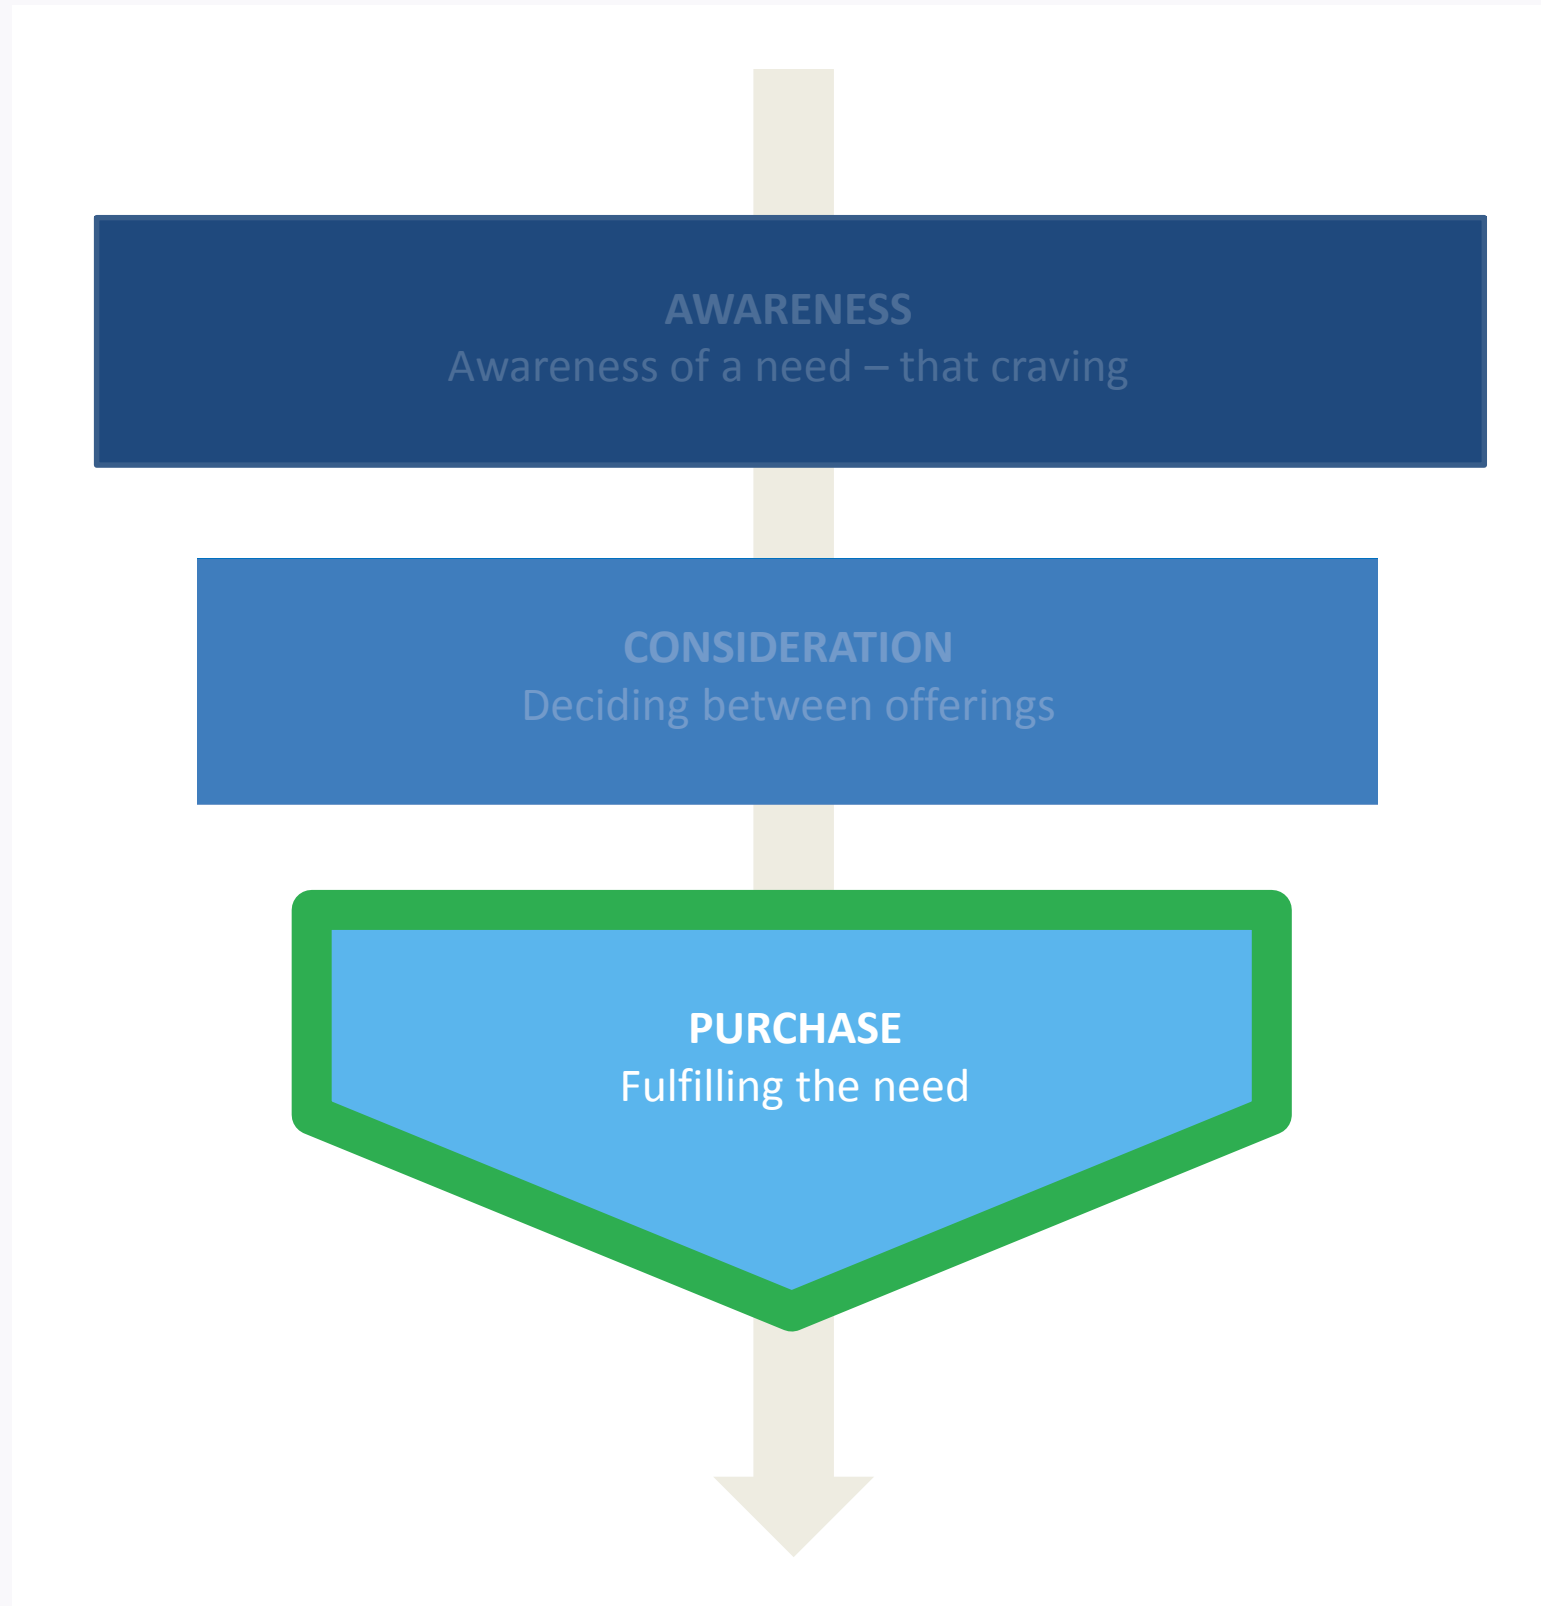 AWARENESS
Awareness of a need – that craving
CONSIDERATION
Deciding between offerings
PURCHASE
Fulfilling the need